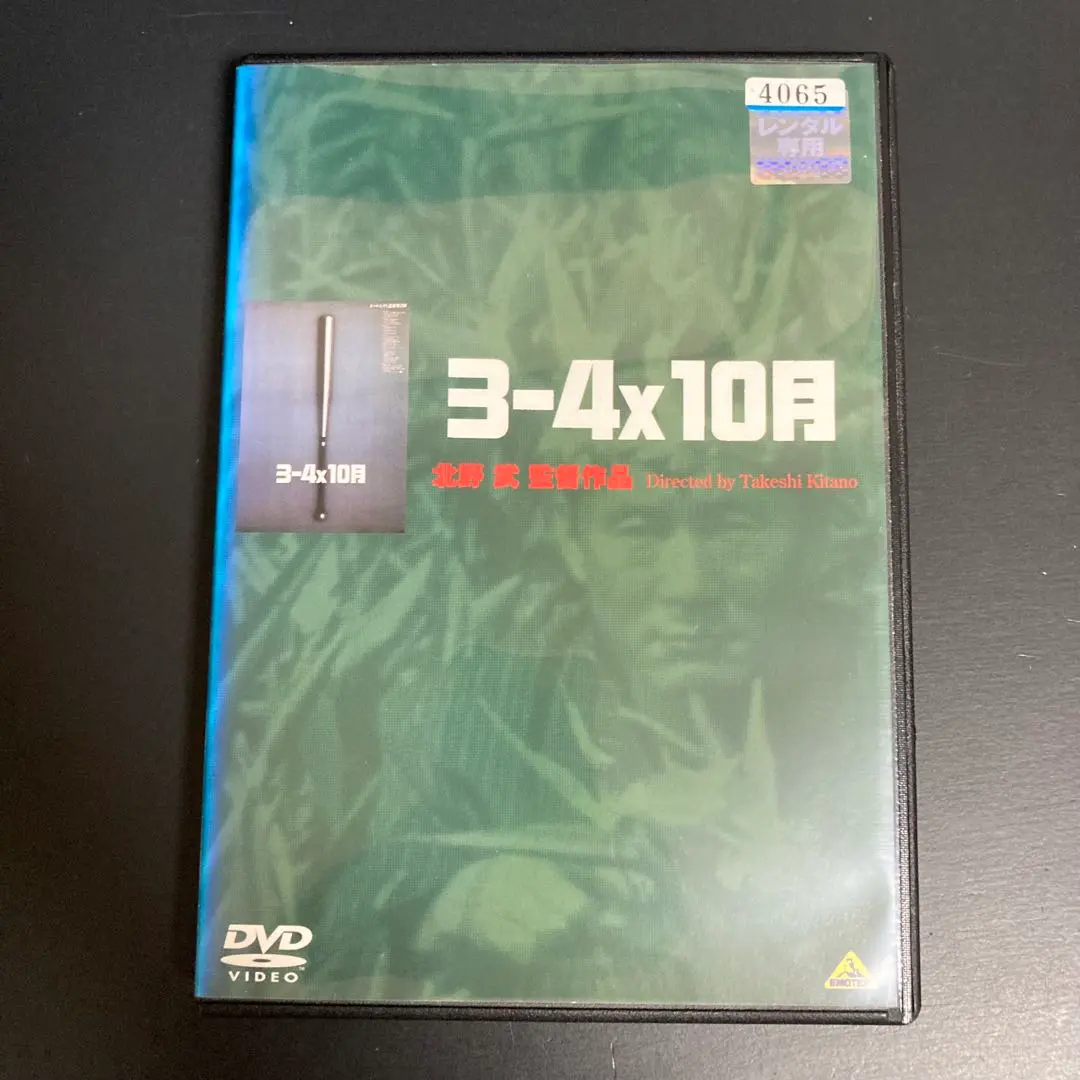 4065
レンタル
専用
3-4x10月
3-4x10月
北野 武 監督作品 Directed by Takeshi Kitano
DVD
VIDEO
EMOTION